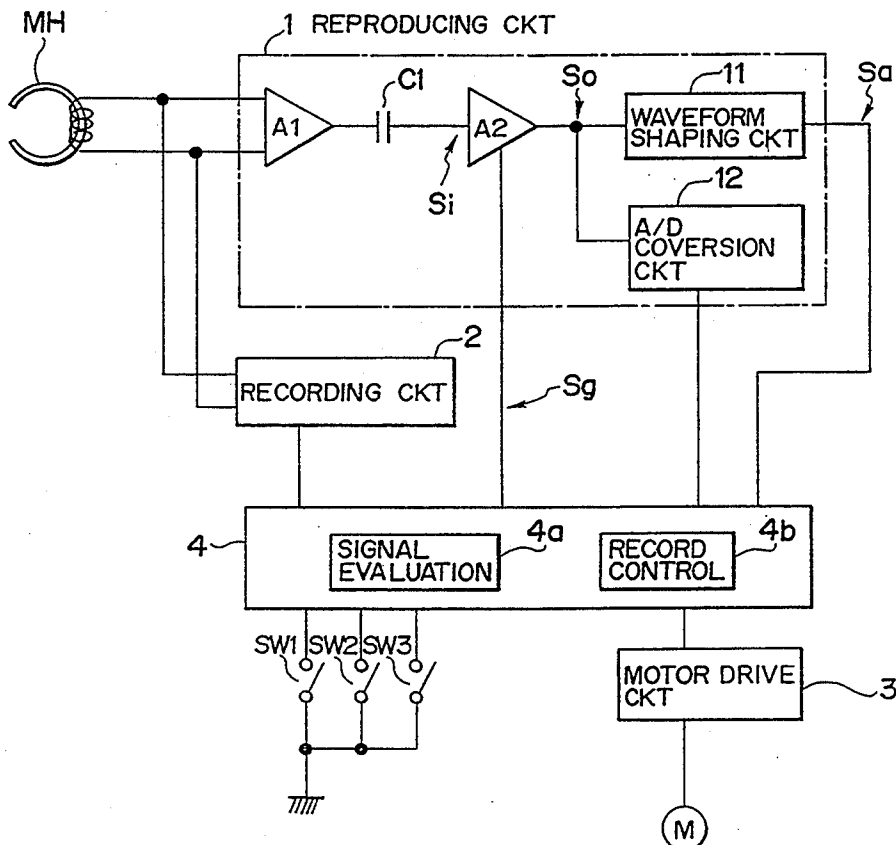 MH
1 REPRODUCING CKT
C1
So
11
Sa
A1
A2
WAVEFORM
SHAPING CKT
Si
12
A/D
COVERSION
CKT
2
RECORDING CKT
Sg
4
4a
SIGNAL
EVALUATION
4b
RECORD
CONTROL
SW1
SW2
SW3
MOTOR DRIVE
CKT
3
M